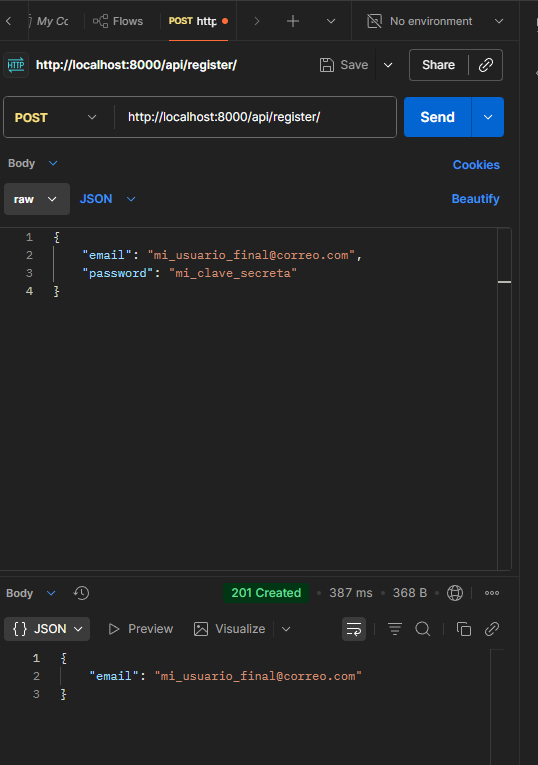 My Cc Flows POST http No environment
HTTP http://localhost:8000/api/register/ Save Share
POST http://localhost:8000/api/register/ Send
Body Cookies
raw JSON Beautify
1 {
2 "email": "mi_usuario_final@correo.com",
3 "password": "mi_clave_secreta"
4 }
Body 201 Created • 387 ms • 368 B •
{} JSON Preview Visualize
1 {
2 "email": "mi_usuario_final@correo.com"
3 }